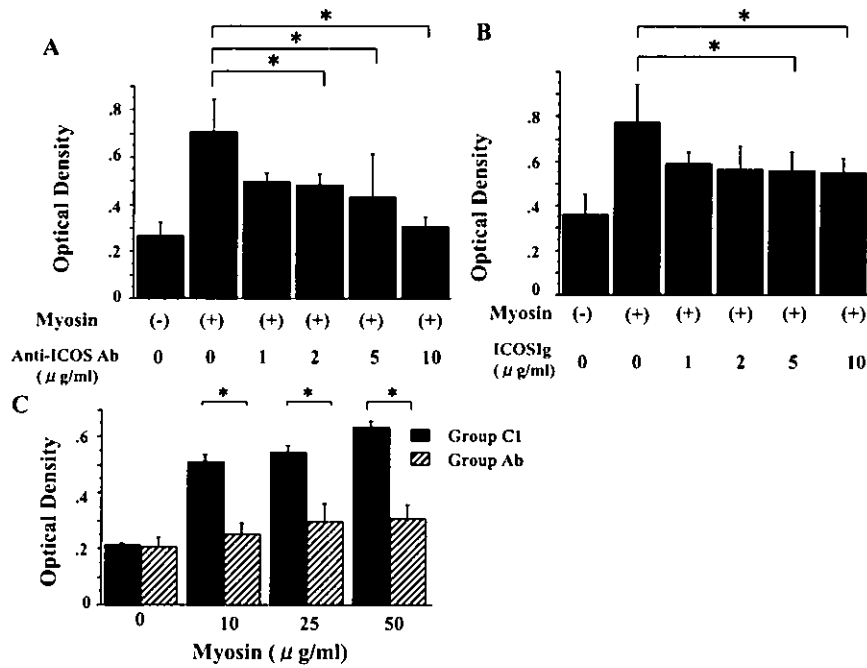 A
*
*
*
Optical Density
.8
.6
.4
.2
0
Myosin (-) (+) (+) (+) (+) (+)
Anti-ICOS Ab 0 0 1 2 5 10
( μ g/ml)
B
*
*
Optical Density
.8
.6
.4
.2
0
(-) (+) (+) (+) (+) (+)
ICOSIg 0 0 1 2 5 10
( μ g/ml)
C
* * *
Optical Density
.6
.4
.2
0
Group C1
Group Ab
0 10 25 50
Myosin ( μ g/ml)